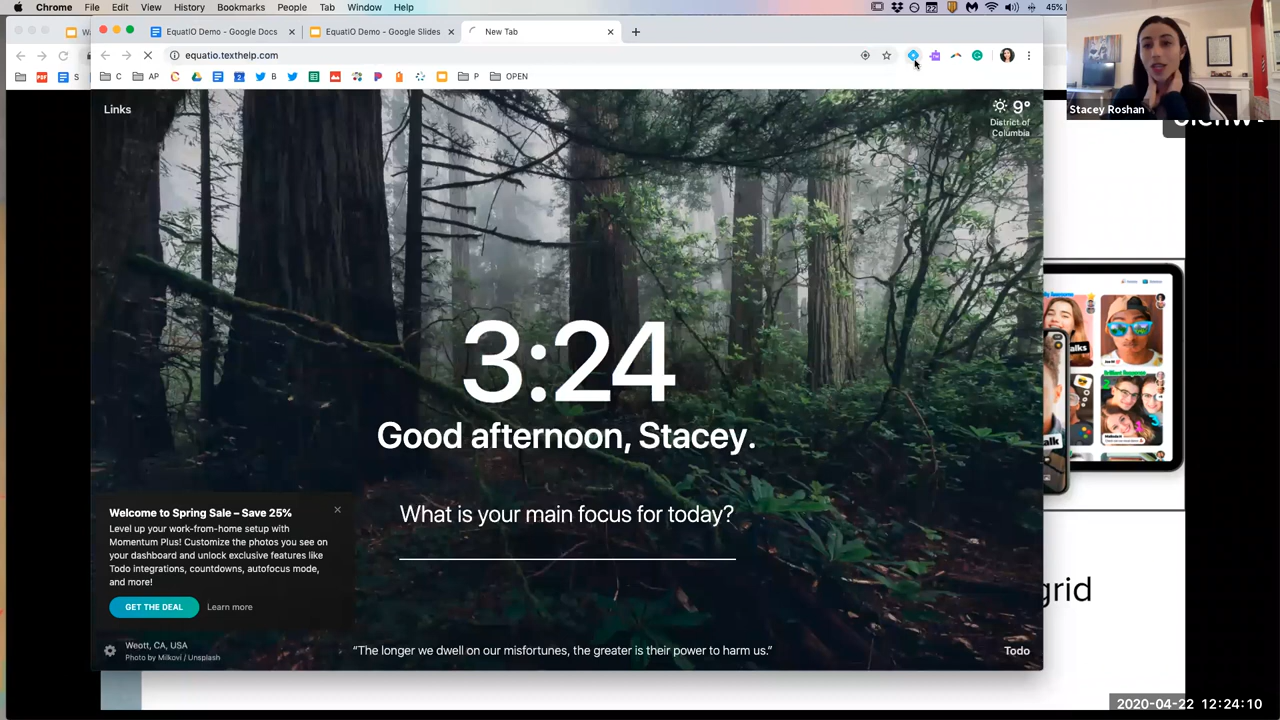 Chrome File Edit View History Bookmarks People Tab Window Help
22
45%
EquatIO Demo - Google Docs
EquatIO Demo - Google Slides
New Tab
equatio.texthelp.com
S
C
AP
B
B
P
OPEN
Stacey Roshan
Links
9°
District of
Columbia
3:24
Good afternoon, Stacey.
What is your main focus for today?
Welcome to Spring Sale – Save 25%
Level up your work-from-home setup with
Momentum Plus! Customize the photos you see on
your dashboard and unlock exclusive features like
Todo integrations, countdowns, autofocus mode,
and more!
GET THE DEAL
Learn more
grid
Weott, CA, USA
Photo by Milkovi / Unsplash
“The longer we dwell on our misfortunes, the greater is their power to harm us.”
Todo
2020-04-22 12:24:10